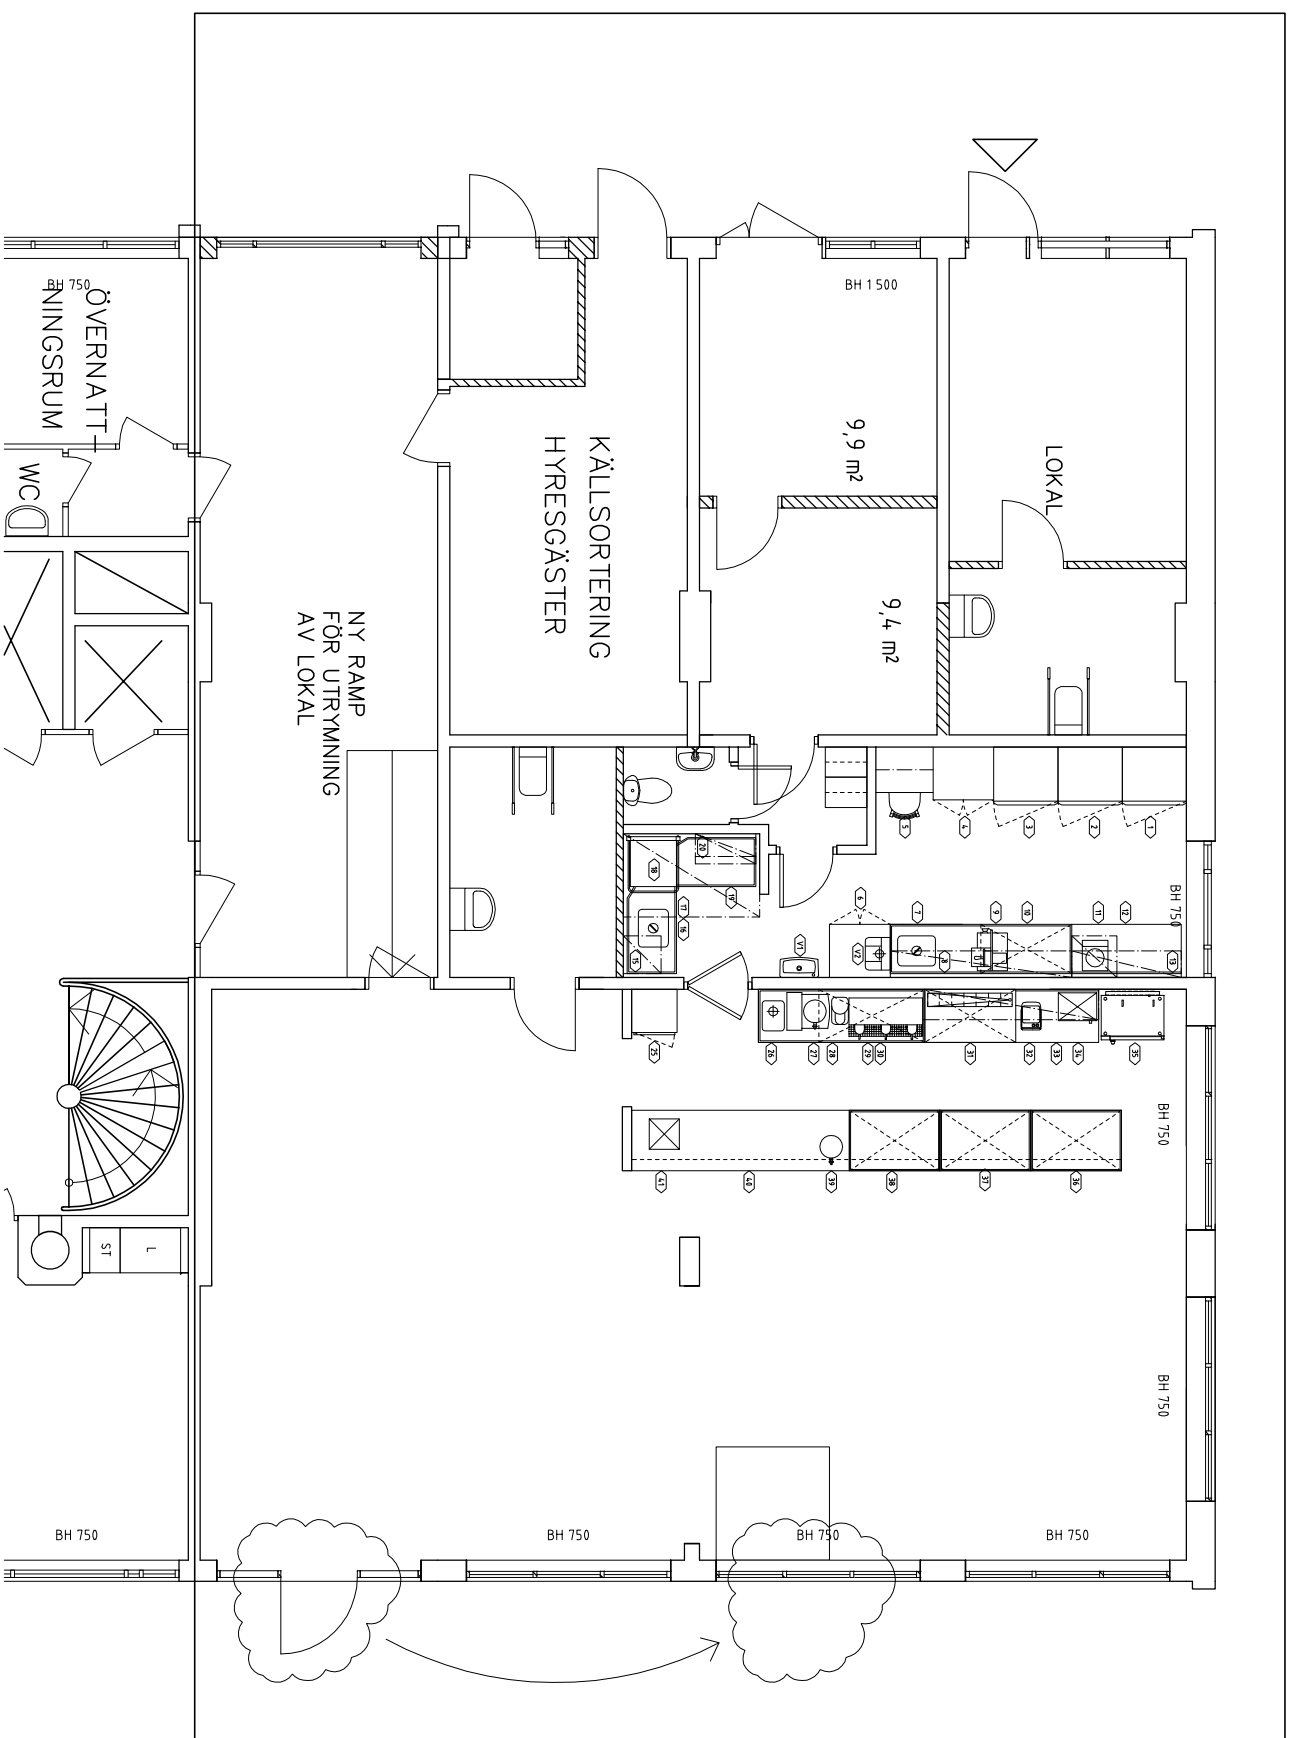 BH 750
ÖVERNATT-
NINGSRUM
WC
BH 1500
9,9 m²
9,4 m²
LOKAL
KÄLLSORTERING
HYRESGÄSTER
NY RAMP
FÖR UTRYMNING
AV LOKAL
5
4
3
2
1
20
18
19
17
16
15
V1
6
7
9
10
11
12
BH 750
V2
8
13
25
26
27
28
29
30
31
32
33
34
35
BH 750
41
40
39
38
37
36
ST
L
BH 750
BH 750
BH 750
BH 750
BH 750